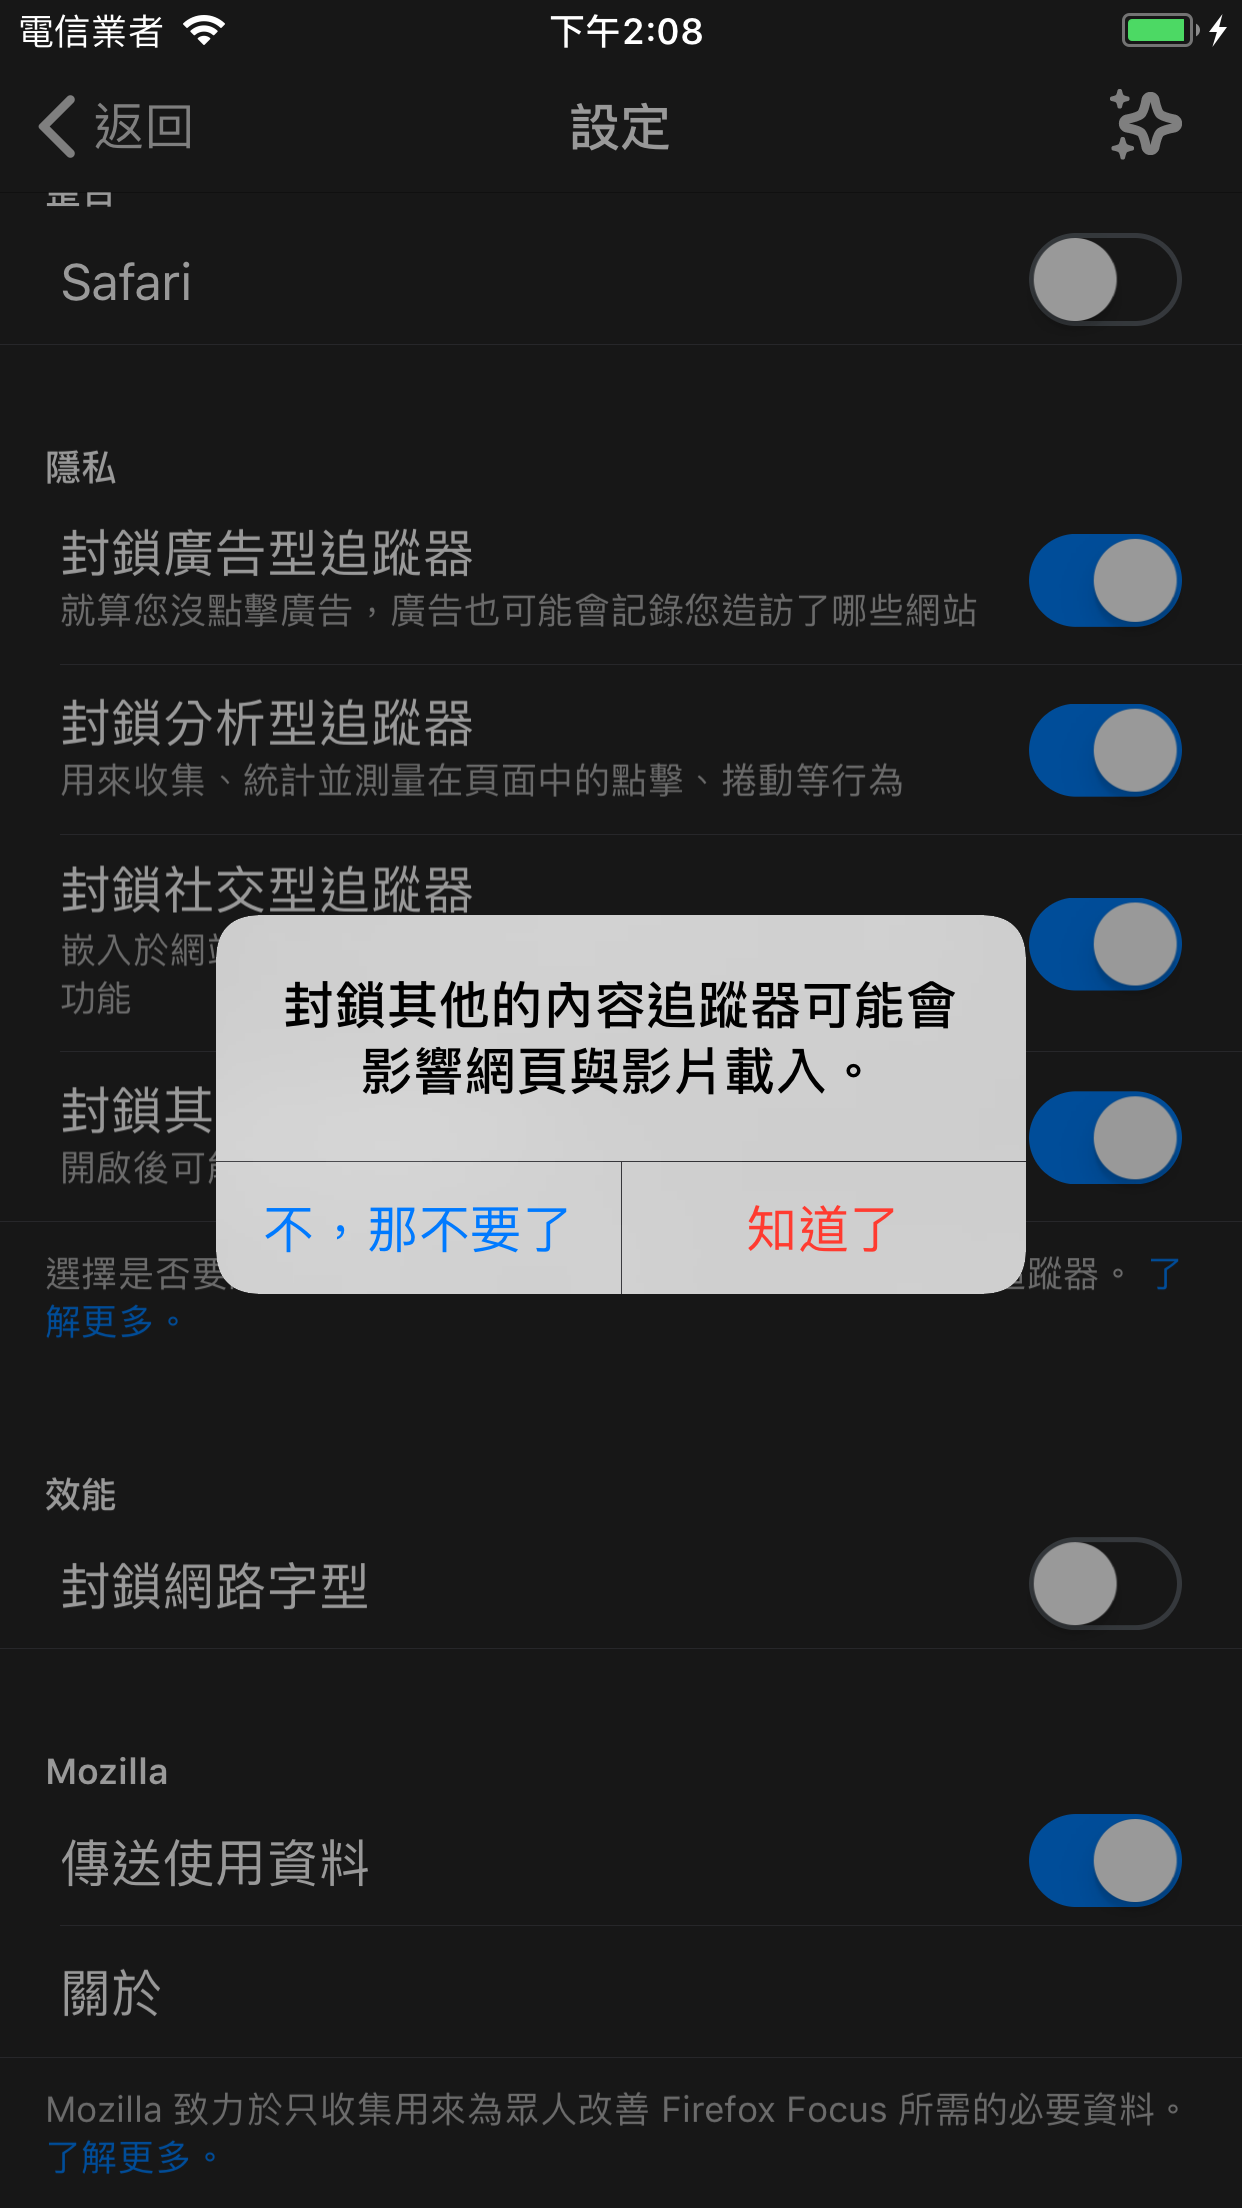 電信業者
下午2:08
返回
設定
整合
Safari
隱私
封鎖廣告型追蹤器
就算您沒點擊廣告，廣告也可能會記錄您造訪了哪些網站
封鎖分析型追蹤器
用來收集、統計並測量在頁面中的點擊、捲動等行為
封鎖社交型追蹤器
嵌入於網站
功能
封鎖其他的內容追蹤器可能會
影響網頁與影片載入。
封鎖其
開啟後可能
不，那不要了
知道了
選擇是否要
追蹤器。 了
解更多。
效能
封鎖網路字型
Mozilla
傳送使用資料
關於
Mozilla 致力於只收集用來為眾人改善 Firefox Focus 所需的必要資料。
了解更多。